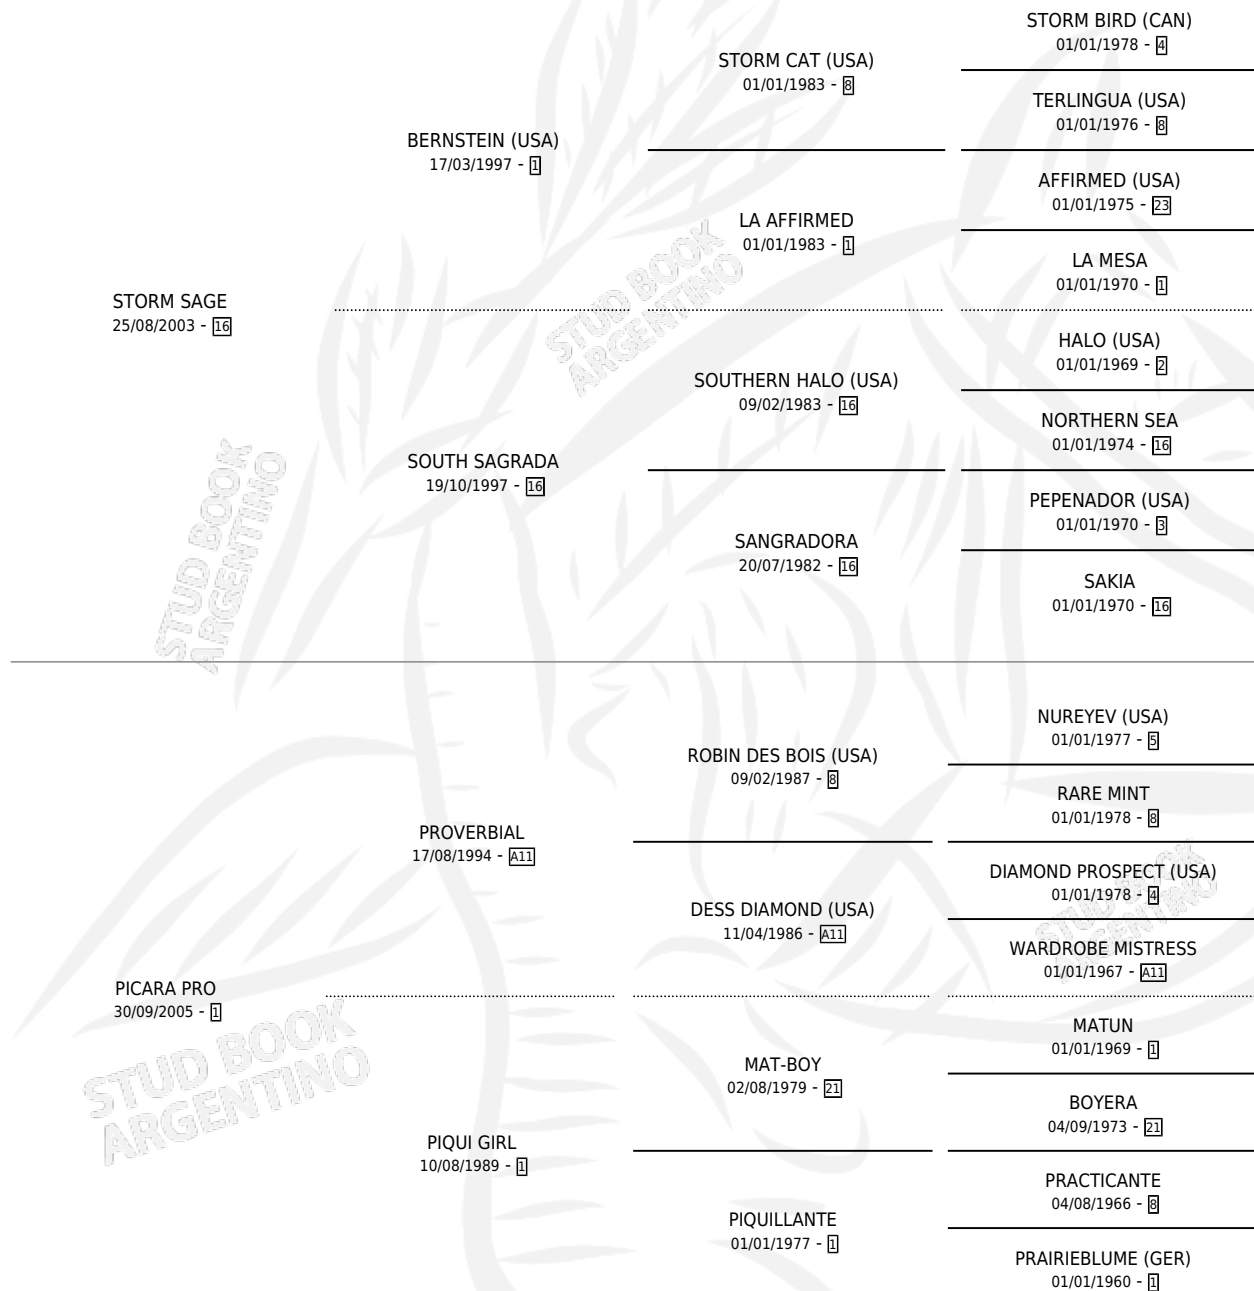 STORM SAGE
25/08/2003 - 16
BERNSTEIN (USA)
17/03/1997 - 1
STORM CAT (USA)
01/01/1983 - 8
STORM BIRD (CAN)
01/01/1978 - 4
TERLINGUA (USA)
01/01/1976 - 8
LA AFFIRMED
01/01/1983 - 1
AFFIRMED (USA)
01/01/1975 - 23
LA MESA
01/01/1970 - 1
SOUTH SAGRADA
19/10/1997 - 16
SOUTHERN HALO (USA)
09/02/1983 - 16
HALO (USA)
01/01/1969 - 2
NORTHERN SEA
01/01/1974 - 16
SANGRADORA
20/07/1982 - 16
PEPENADOR (USA)
01/01/1970 - 3
SAKIA
01/01/1970 - 16
PICARA PRO
30/09/2005 - 1
PROVERBIAL
17/08/1994 - A11
ROBIN DES BOIS (USA)
09/02/1987 - 8
NUREYEV (USA)
01/01/1977 - 5
RARE MINT
01/01/1978 - 8
DESS DIAMOND (USA)
11/04/1986 - A11
DIAMOND PROSPECT (USA)
01/01/1978 - 4
WARDROBE MISTRESS
01/01/1967 - A11
PIQUI GIRL
10/08/1989 - 1
MAT-BOY
02/08/1979 - 21
MATUN
01/01/1969 - 1
BOYERA
04/09/1973 - 21
PIQUILLANTE
01/01/1977 - 1
PRACTICANTE
04/08/1966 - 8
PRAIRIEBLUME (GER)
01/01/1960 - 1
STUD BOOK
ARGENTINO
STUD BOOK
ARGENTINO
STUD BOOK
ARGENTINO
STUD BOOK
ARGENTINO